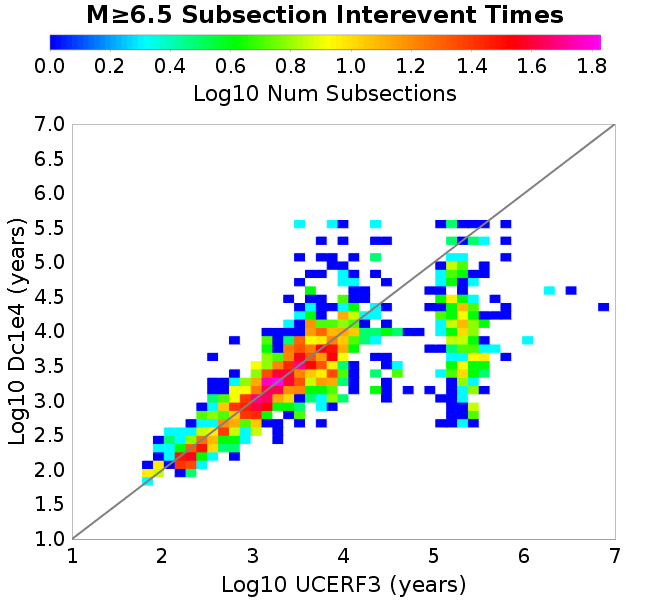 M≥6.5 Subsection Interevent Times
0.0 0.2 0.4 0.6 0.8 1.0 1.2 1.4 1.6 1.8
Log10 Num Subsections
Log10 Dc1e4 (years)
7.0
6.5
6.0
5.5
5.0
4.5
4.0
3.5
3.0
2.5
2.0
1.5
1.0
1 2 3 4 5 6 7
Log10 UCERF3 (years)